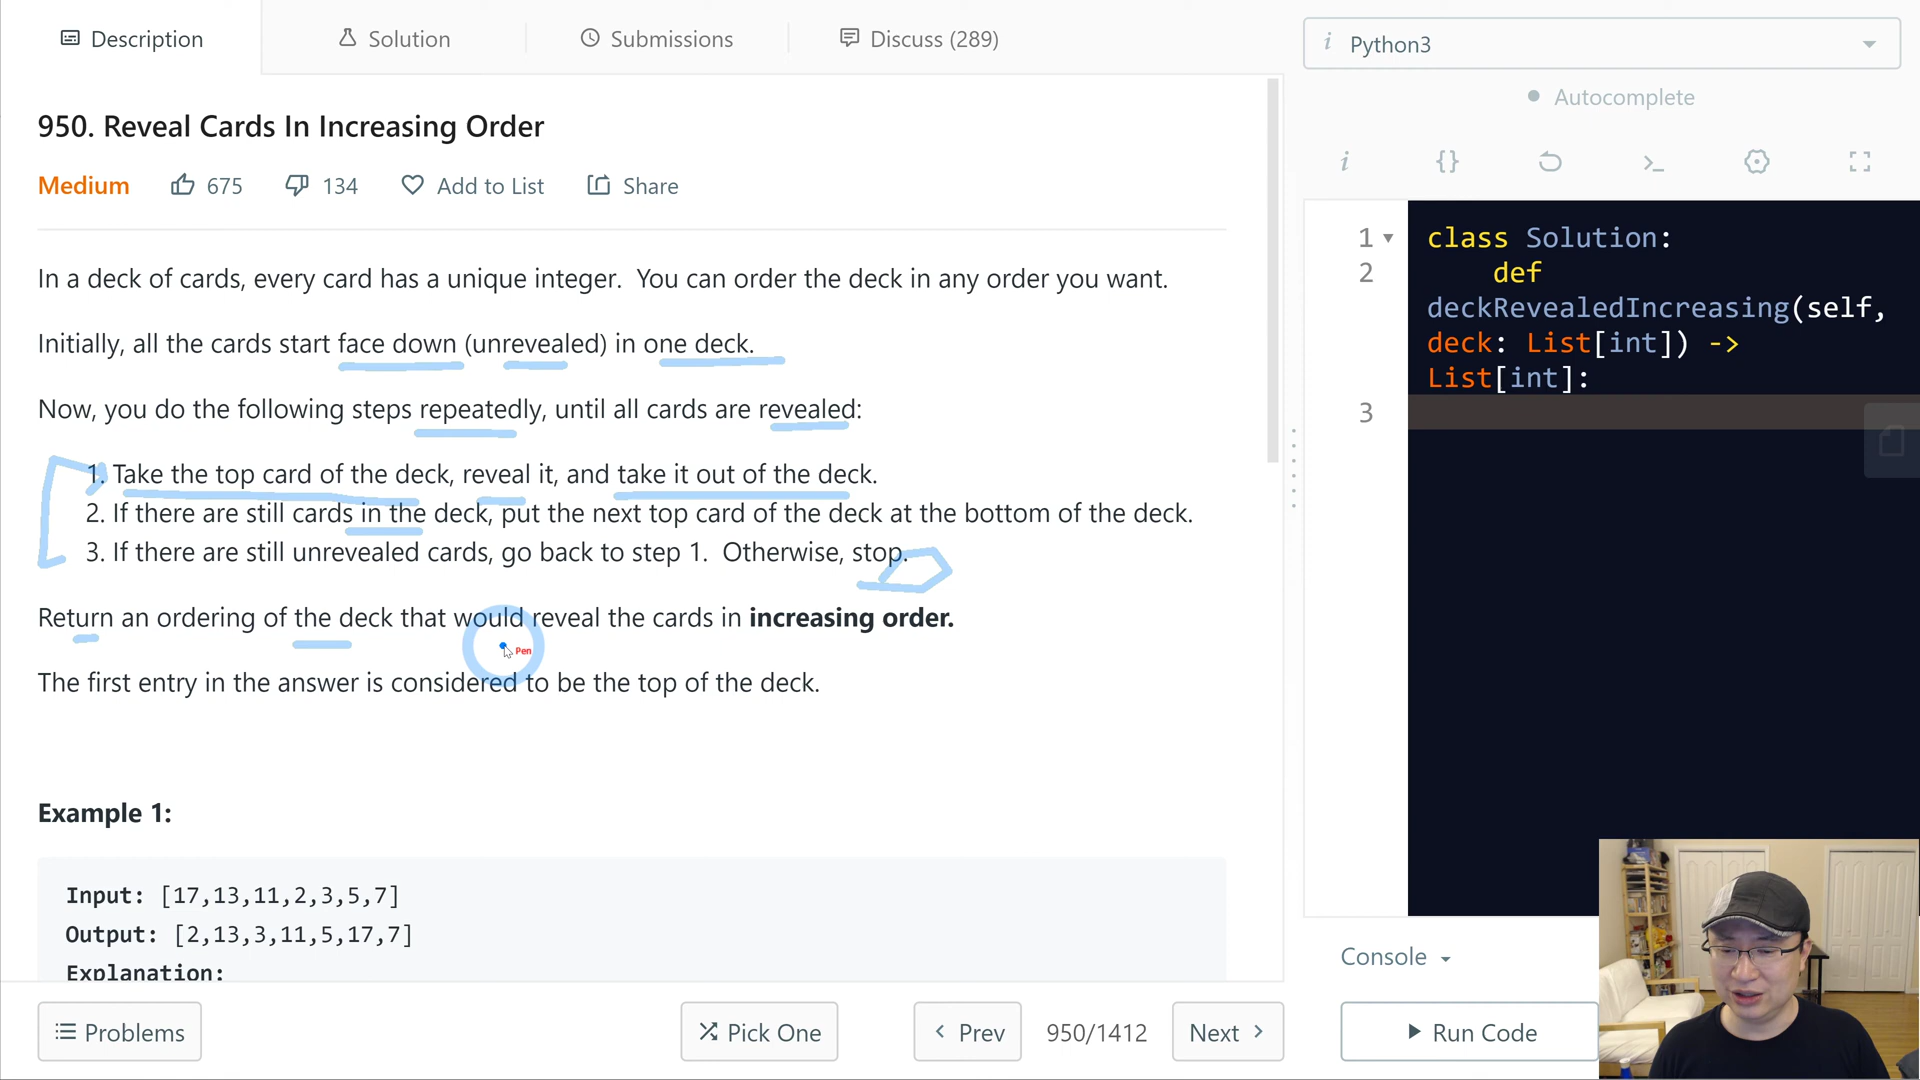 Description
Solution
Submissions
Discuss (289)
i Python3
Autocomplete
950. Reveal Cards In Increasing Order
Medium 675 134 Add to List Share
i {} >_
In a deck of cards, every card has a unique integer.  You can order the deck in any order you want.
Initially, all the cards start face down (unrevealed) in one deck.
Now, you do the following steps repeatedly, until all cards are revealed:
1. Take the top card of the deck, reveal it, and take it out of the deck.
2. If there are still cards in the deck, put the next top card of the deck at the bottom of the deck.
3. If there are still unrevealed cards, go back to step 1.  Otherwise, stop.
Return an ordering of the deck that would reveal the cards in increasing order.
Pen
The first entry in the answer is considered to be the top of the deck.
Example 1:
Input: [17,13,11,2,3,5,7]
Output: [2,13,3,11,5,17,7]
Explanation:
1 class Solution:
2 def
deckRevealedIncreasing(self,
deck: List[int]) ->
List[int]:
3
Console
Problems
Pick One
Prev
950/1412
Next
Run Code